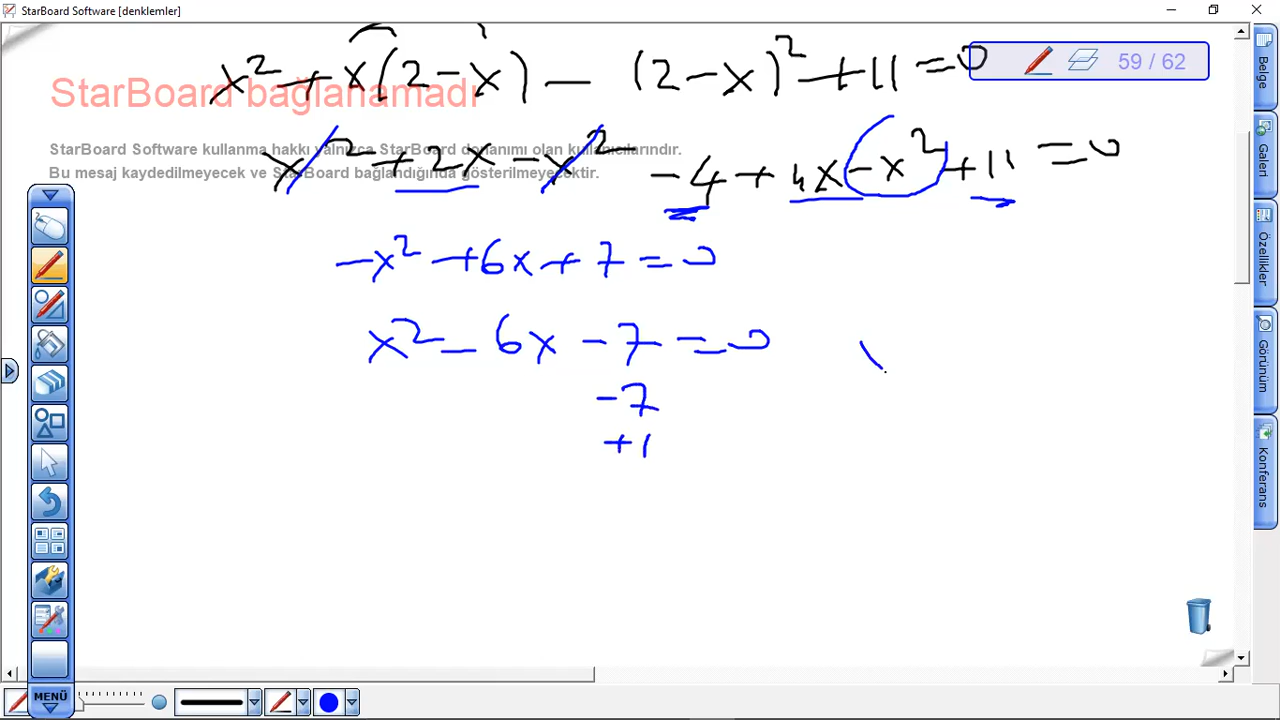 StarBoard Software [denklemler]
x² + x(2 - x) - (2 - x)² + 11 = 0
59 / 62
StarBoard bağlanamadı
StarBoard Software kullanma hakkı yalnızca StarBoard donanımı olan kullanıcılarındır.
Bu mesaj kaydedilmeyecek ve StarBoard bağlandığında gösterilmeyecektir.
x² + 2x - x² - 4 + 4x - x² + 11 = 0
-x² + 6x + 7 = 0
x² - 6x - 7 = 0
-7
+1
Belge
Galeri
Özellikler
Görünüm
Konferans
MENÜ